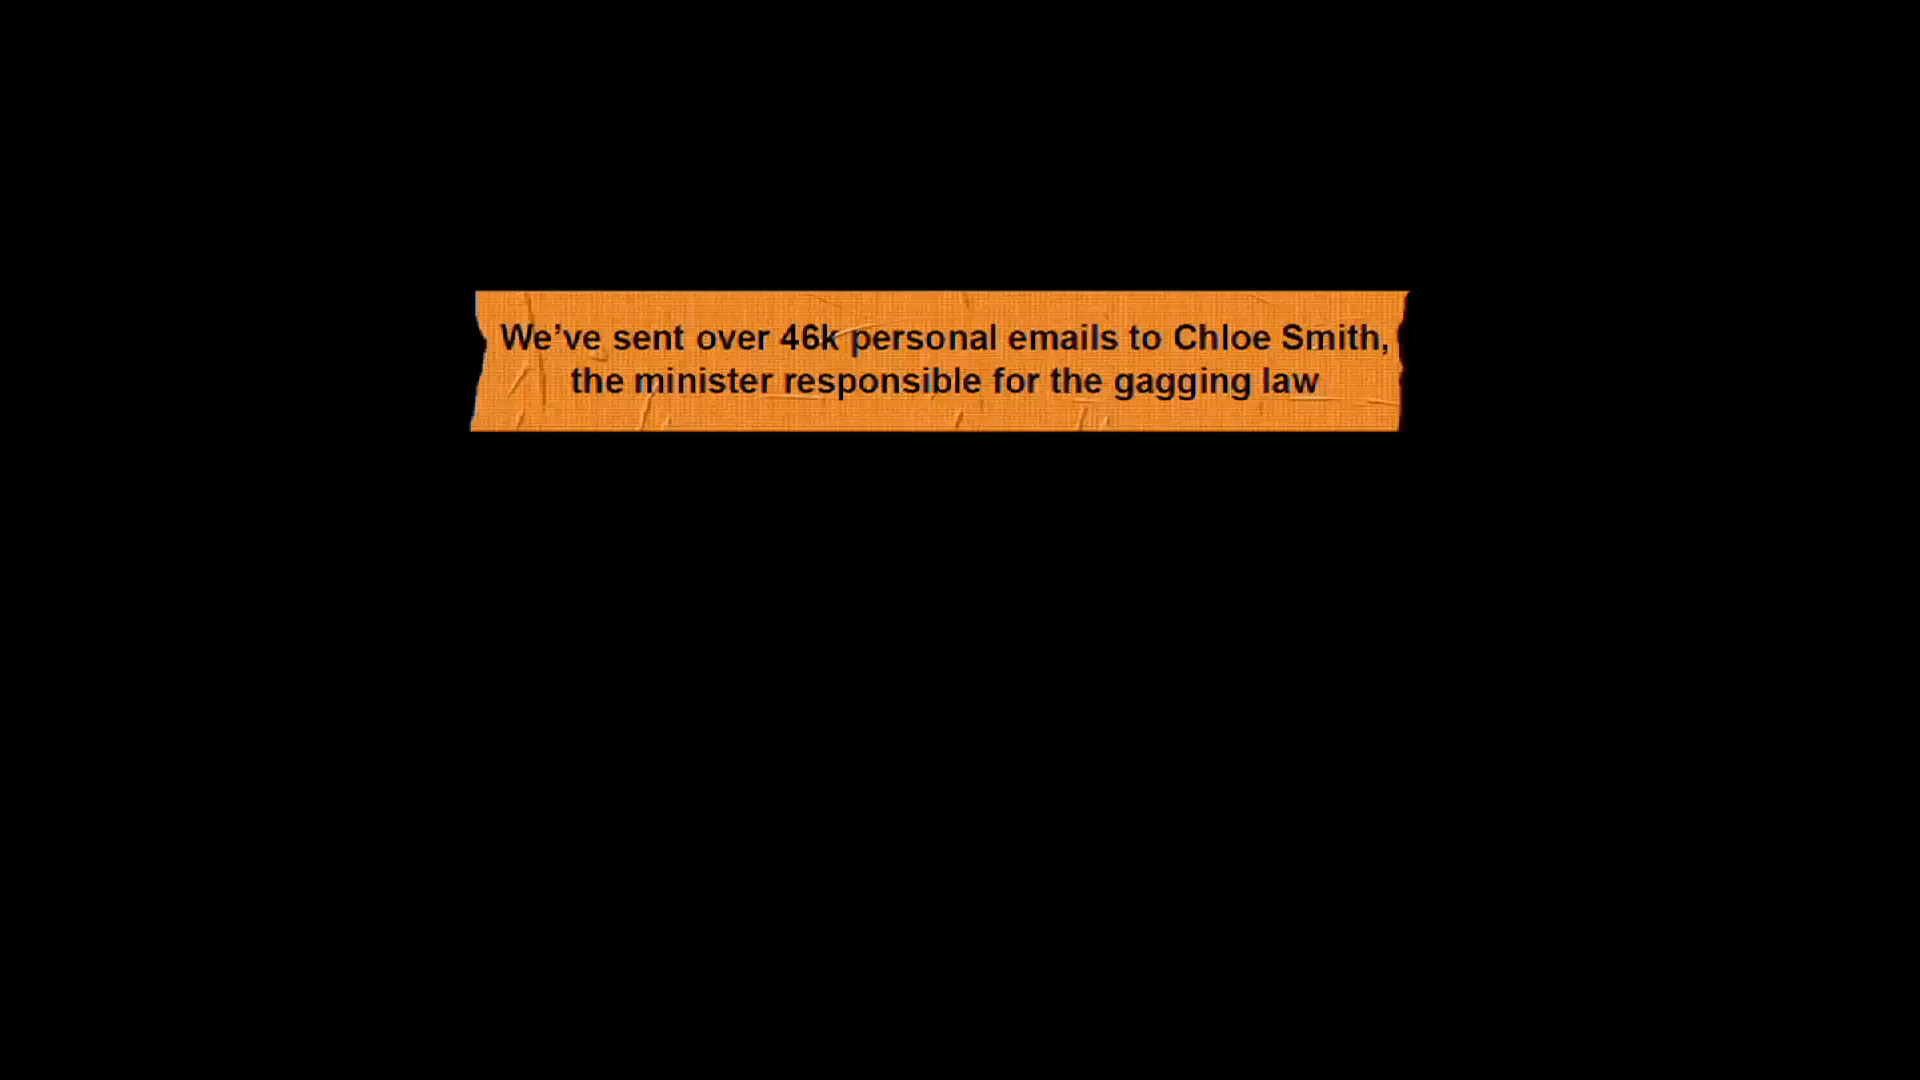 We’ve sent over 46k personal emails to Chloe Smith,
the minister responsible for the gagging law